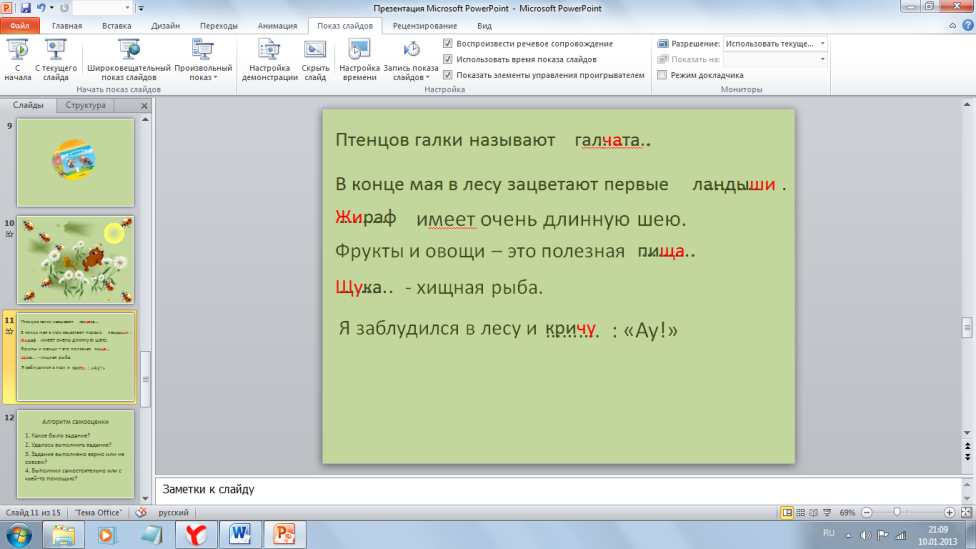 Презентация Microsoft PowerPoint - Microsoft PowerPoint
Файл Главная Вставка Дизайн Переходы Анимация Показ слайдов Рецензирование Вид
С начала
С текущего слайда
Широковещательный показ слайдов
Произвольный показ
Начать показ слайдов
Настройка демонстрации
Скрыть слайд
Настройка времени
Запись показа слайдов
Воспроизвести речевое сопровождение
Использовать время показа слайдов
Показать элементы управления проигрывателем
Настройка
Разрешение: Использовать текуще...
Показать на:
Режим докладчика
Мониторы
Слайды Структура
9
10
11
Птенцов галки называют галчата..
В конце мая в лесу зацветают первые ландыши .
Жираф имеет очень длинную шею.
Фрукты и овощи – это полезная пища..
Щука.. - хищная рыба.
Я заблудился в лесу и кричу : «Ау!»
12
Алгоритм самооценки
1. Какое было задание?
2. Удалось выполнить задание?
3. Задание выполнено верно или не совсем?
4. Выполнил самостоятельно или с чьей-то помощью?
Птенцов галки называют галчата..
В конце мая в лесу зацветают первые ландыши .
Жираф имеет очень длинную шею.
Фрукты и овощи – это полезная пища..
Щука.. - хищная рыба.
Я заблудился в лесу и кричу : «Ау!»
Заметки к слайду
Слайд 11 из 15 "Тема Office" русский 69%
RU 21:09
10.01.2013